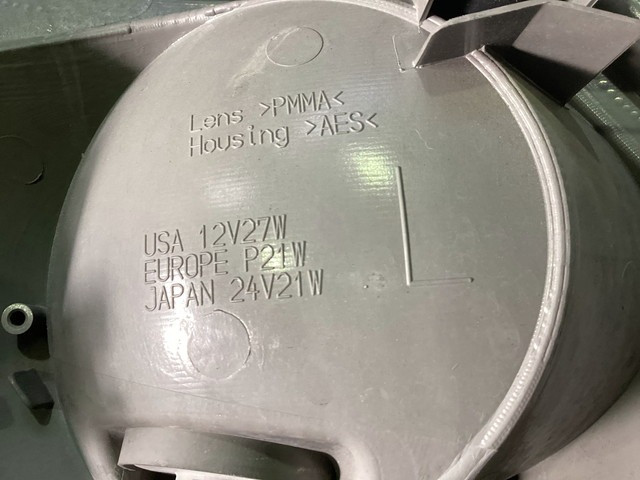 Lens >PMMA<
Housing >AES<
L
USA 12V27W
EUROPE P21W
JAPAN 24V21W